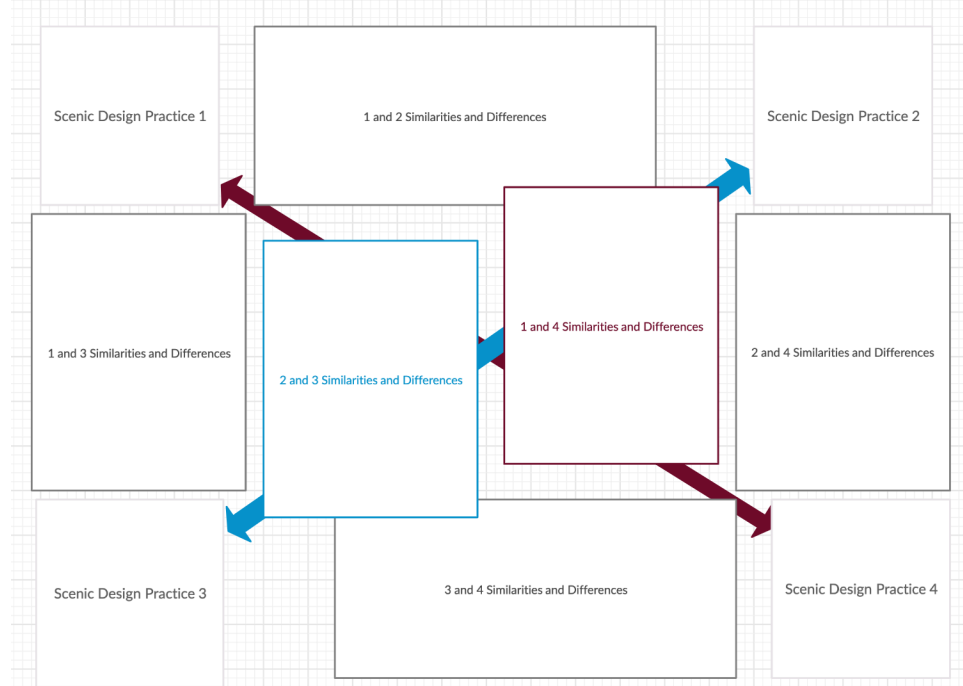 Scenic Design Practice 1
1 and 2 Similarities and Differences
Scenic Design Practice 2
1 and 3 Similarities and Differences
2 and 3 Similarities and Differences
1 and 4 Similarities and Differences
2 and 4 Similarities and Differences
Scenic Design Practice 3
3 and 4 Similarities and Differences
Scenic Design Practice 4